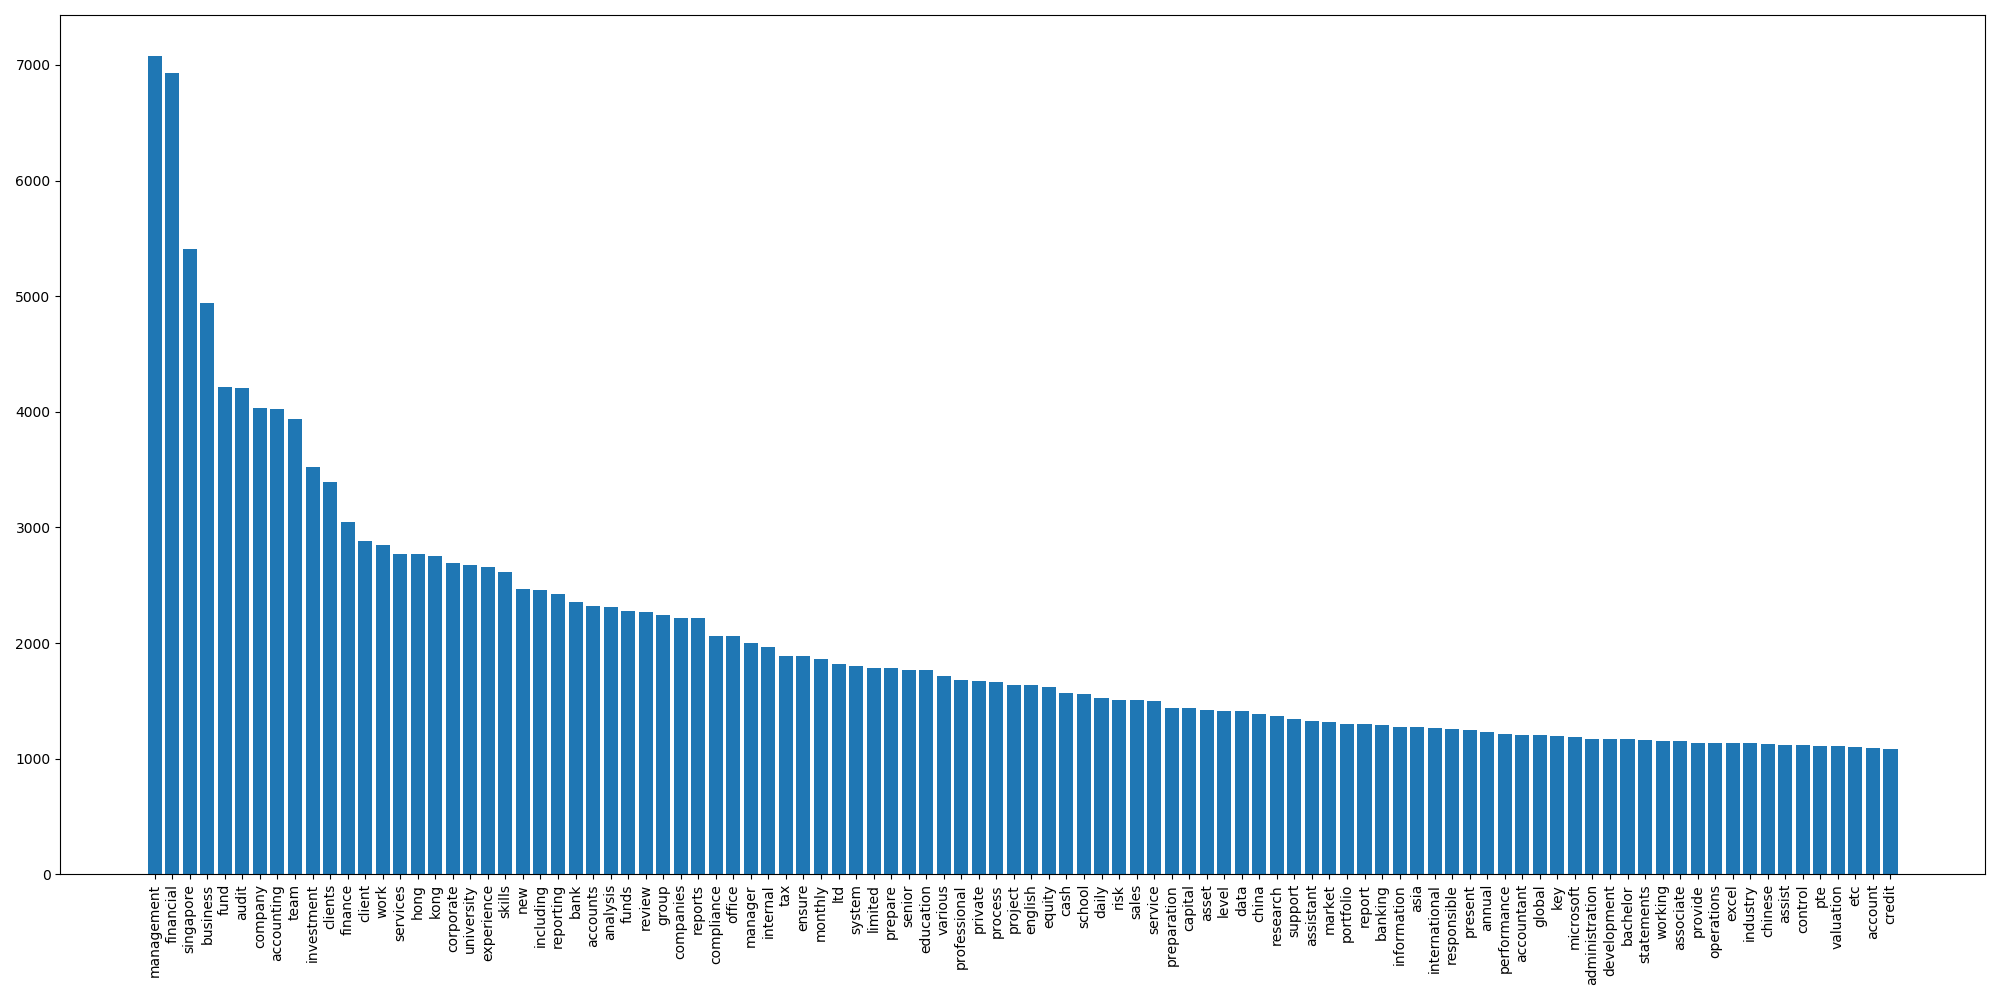 7000
6000
5000
4000
3000
2000
1000
0
management
financial
singapore
business
fund
audit
company
accounting
team
investment
clients
finance
client
work
services
hong
kong
corporate
university
experience
skills
new
including
reporting
bank
accounts
analysis
funds
review
group
companies
reports
compliance
office
manager
internal
tax
ensure
monthly
ltd
system
limited
prepare
senior
education
various
professional
private
process
project
english
equity
cash
school
daily
risk
sales
service
preparation
capital
asset
level
data
china
research
support
assistant
market
portfolio
report
banking
information
asia
international
responsible
present
annual
performance
accountant
global
key
microsoft
administration
development
bachelor
statements
working
associate
provide
operations
excel
industry
chinese
assist
control
pte
valuation
etc
account
credit